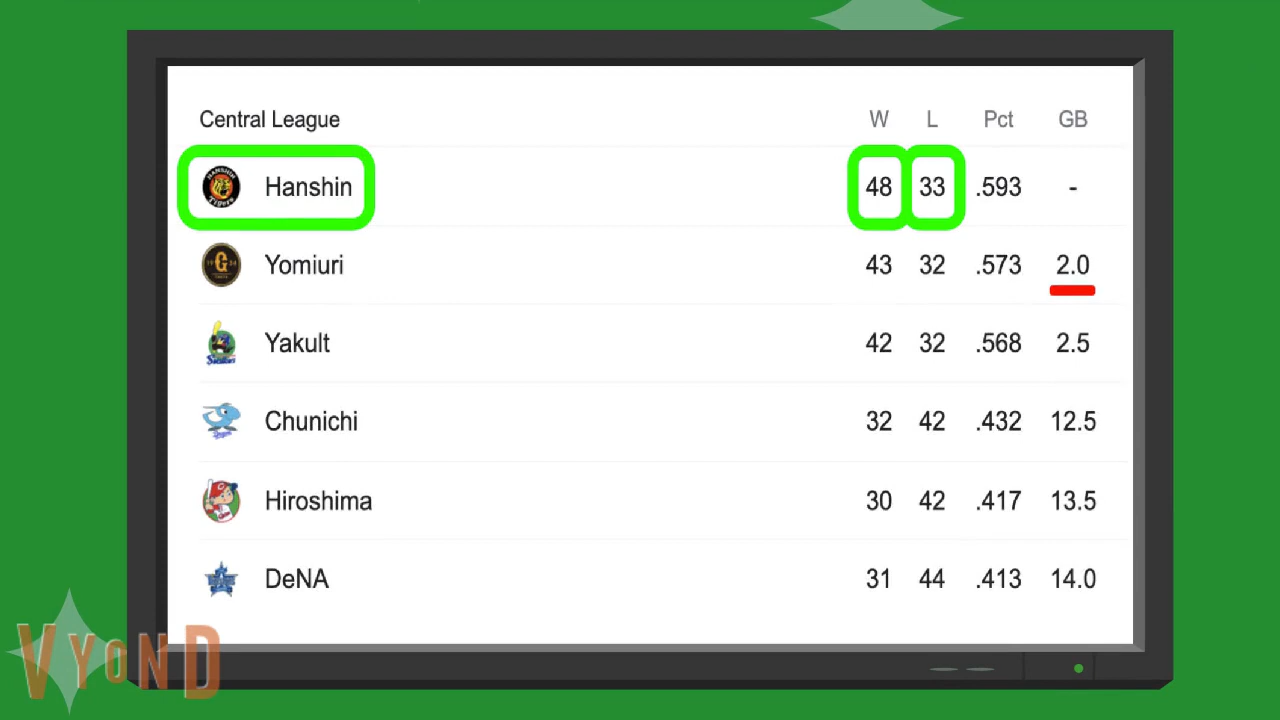 Central League W L Pct GB
HANSHIN Tigers Hanshin 48 33 .593 -
G Yomiuri 43 32 .573 2.0
Yakult 42 32 .568 2.5
Chunichi 32 42 .432 12.5
Hiroshima 30 42 .417 13.5
DeNA 31 44 .413 14.0
VYOND